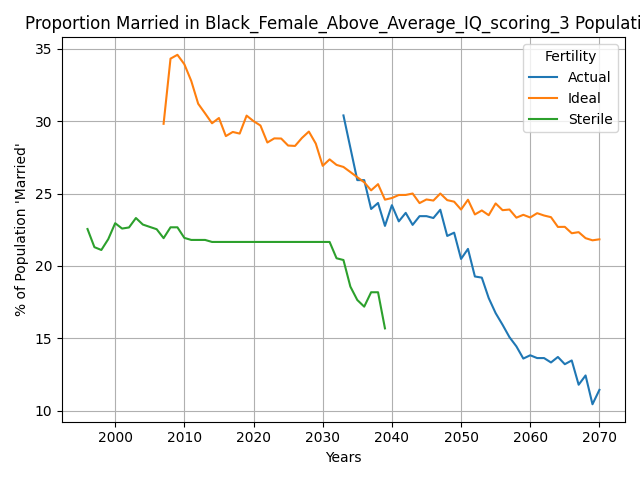 Proportion Married in Black_Female_Above_Average_IQ_scoring_3 Populati
35
30
25
20
15
10
% of Population 'Married'
Fertility
Actual
Ideal
Sterile
2000 2010 2020 2030 2040 2050 2060 2070
Years